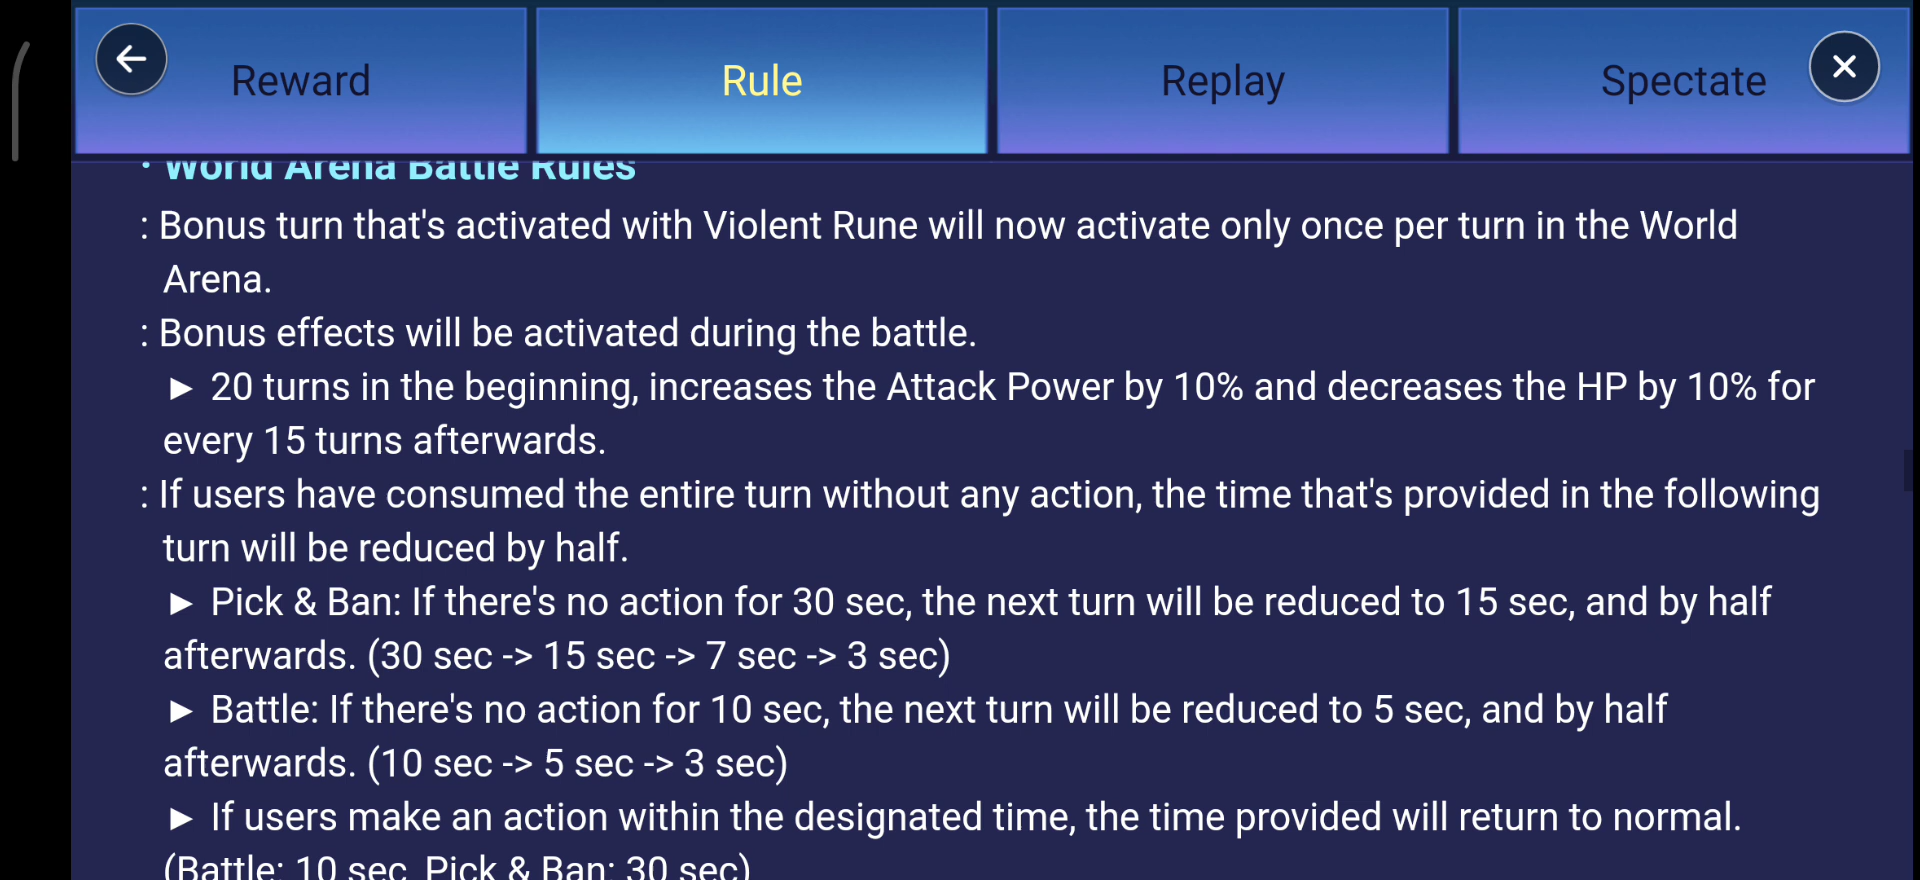 Reward
Rule
Replay
Spectate
· World Arena Battle Rules
: Bonus turn that's activated with Violent Rune will now activate only once per turn in the World
Arena.
: Bonus effects will be activated during the battle.
► 20 turns in the beginning, increases the Attack Power by 10% and decreases the HP by 10% for
every 15 turns afterwards.
: If users have consumed the entire turn without any action, the time that's provided in the following
turn will be reduced by half.
► Pick & Ban: If there's no action for 30 sec, the next turn will be reduced to 15 sec, and by half
afterwards. (30 sec -> 15 sec -> 7 sec -> 3 sec)
► Battle: If there's no action for 10 sec, the next turn will be reduced to 5 sec, and by half
afterwards. (10 sec -> 5 sec -> 3 sec)
► If users make an action within the designated time, the time provided will return to normal.
(Battle: 10 sec, Pick & Ban: 30 sec)